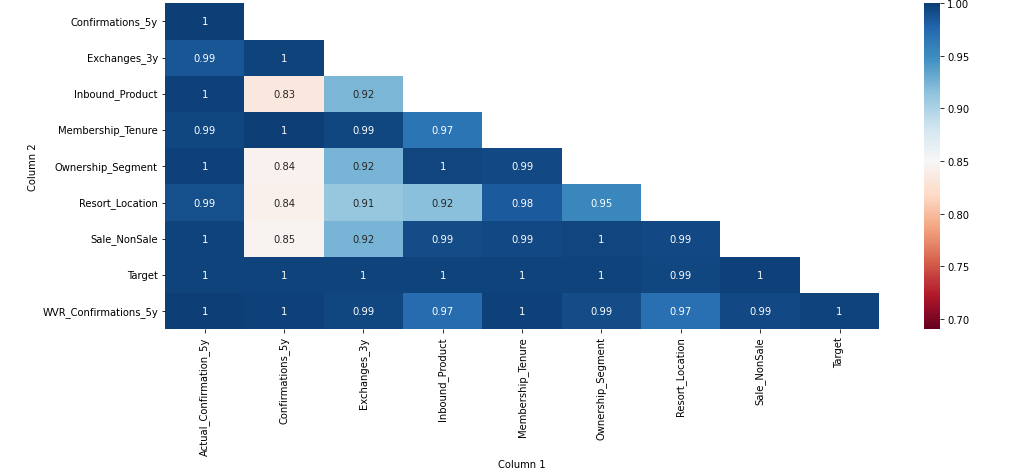 Confirmations_5y 1 1.00
Exchanges_3y 0.99 1 0.95
Inbound_Product 1 0.83 0.92 0.90
Membership_Tenure 0.99 1 0.99 0.97
Column 2
Ownership_Segment 1 0.84 0.92 1 0.99 0.85
Resort_Location 0.99 0.84 0.91 0.92 0.98 0.95 0.80
Sale_NonSale 1 0.85 0.92 0.99 0.99 1 0.99
Target 1 1 1 1 1 1 0.99 1 0.75
WVR_Confirmations_5y 1 1 0.99 0.97 1 0.99 0.97 0.99 1 0.70
Actual_Confirmation_5y
Confirmations_5y
Exchanges_3y
Inbound_Product
Membership_Tenure
Ownership_Segment
Resort_Location
Sale_NonSale
Target
Column 1